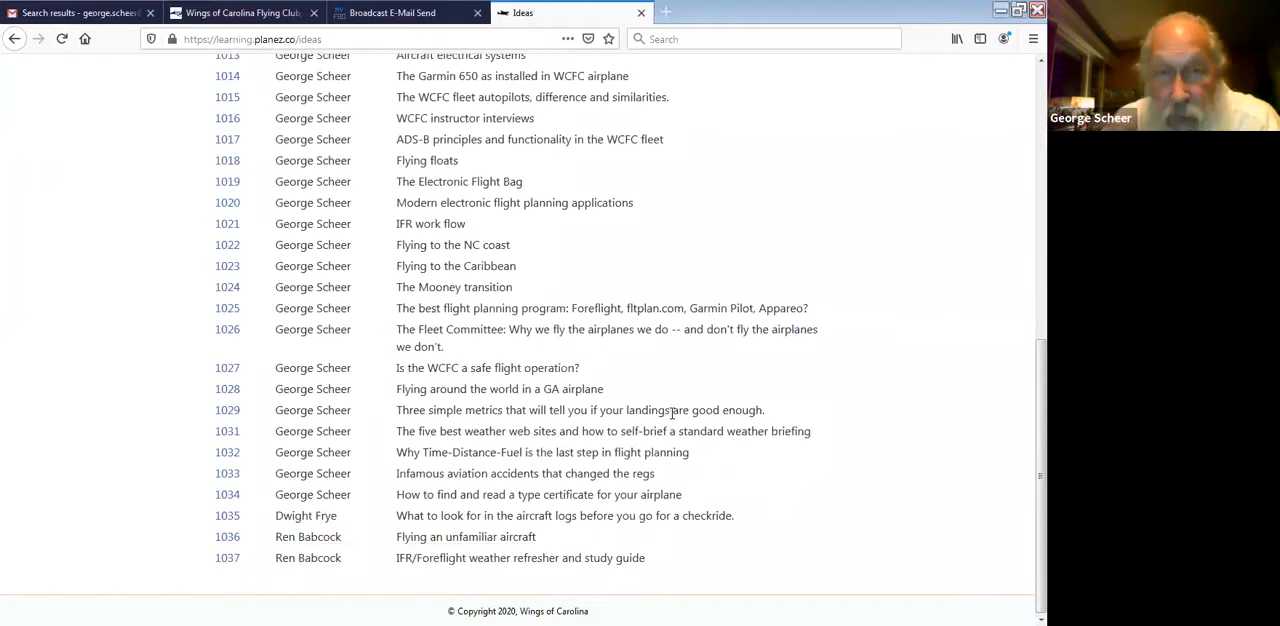 Search results - george.scheer
Wings of Carolina Flying Club
MY FBO
Broadcast E-Mail Send
Ideas
https://learning.planez.co/ideas
Search
George Scheer
1013 George Scheer Aircraft electrical systems
1014 George Scheer The Garmin 650 as installed in WCFC airplane
1015 George Scheer The WCFC fleet autopilots, difference and similarities.
1016 George Scheer WCFC instructor interviews
1017 George Scheer ADS-B principles and functionality in the WCFC fleet
1018 George Scheer Flying floats
1019 George Scheer The Electronic Flight Bag
1020 George Scheer Modern electronic flight planning applications
1021 George Scheer IFR work flow
1022 George Scheer Flying to the NC coast
1023 George Scheer Flying to the Caribbean
1024 George Scheer The Mooney transition
1025 George Scheer The best flight planning program: Foreflight, fltplan.com, Garmin Pilot, Appareo?
1026 George Scheer The Fleet Committee: Why we fly the airplanes we do -- and don't fly the airplanes
we don't.
1027 George Scheer Is the WCFC a safe flight operation?
1028 George Scheer Flying around the world in a GA airplane
1029 George Scheer Three simple metrics that will tell you if your landings are good enough.
1031 George Scheer The five best weather web sites and how to self-brief a standard weather briefing
1032 George Scheer Why Time-Distance-Fuel is the last step in flight planning
1033 George Scheer Infamous aviation accidents that changed the regs
1034 George Scheer How to find and read a type certificate for your airplane
1035 Dwight Frye What to look for in the aircraft logs before you go for a checkride.
1036 Ren Babcock Flying an unfamiliar aircraft
1037 Ren Babcock IFR/Foreflight weather refresher and study guide
© Copyright 2020, Wings of Carolina